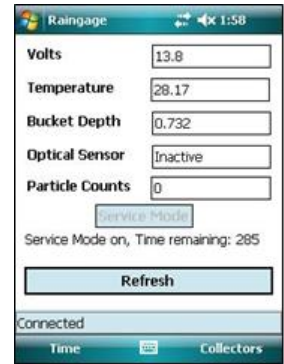 Raingage 1:58
Volts 13.8
Temperature 28.17
Bucket Depth 0.732
Optical Sensor Inactive
Particle Counts 0
Service Mode
Service Mode on, Time remaining: 285
Refresh
Connected
Time Collectors